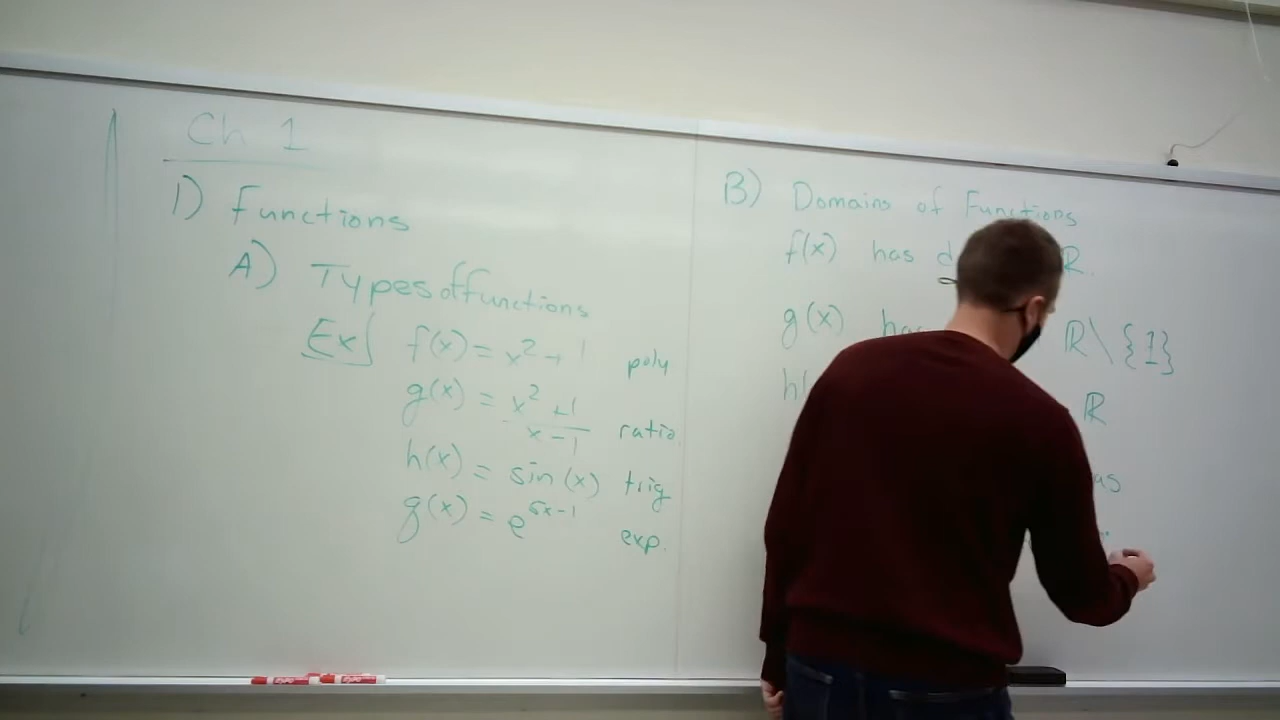 Ch 1
1) Functions
A) Types of functions
Ex f(x) = x² + 1 poly
g(x) = x² + 1 / x - 1 ratio.
h(x) = sin(x) trig
g(x) = e^5x-1 exp.
B) Domains of Functions
f(x) has ℝ.
g(x) has ℝ \ {1}
ℝ